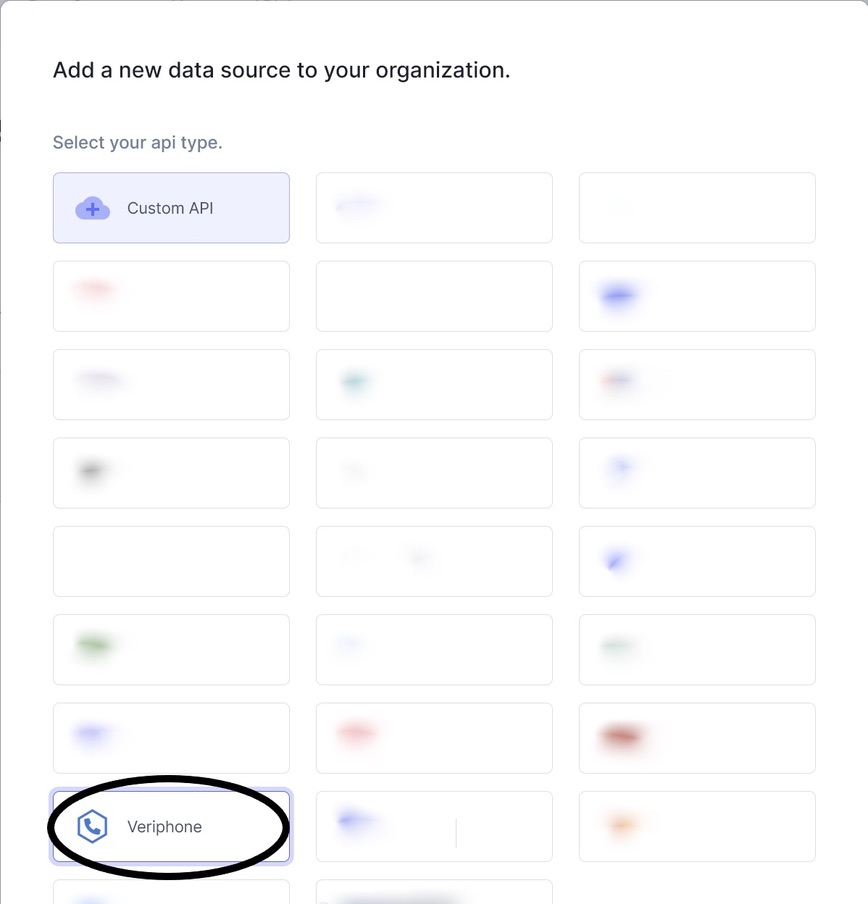 Add a new data source to your organization.
Select your api type.
Custom API
Veriphone